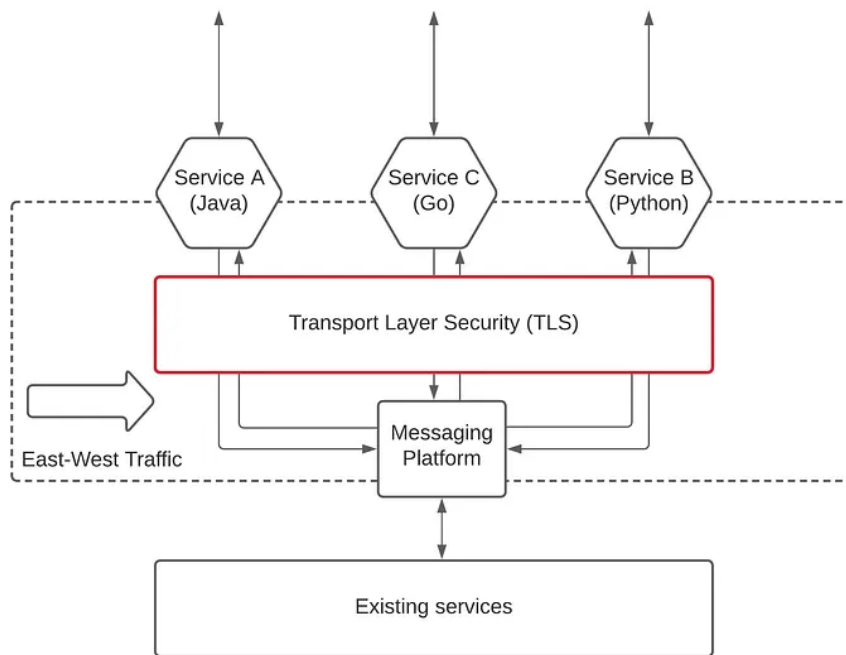 Service A
(Java)
Service C
(Go)
Service B
(Python)
Transport Layer Security (TLS)
East-West Traffic
Messaging
Platform
Existing services